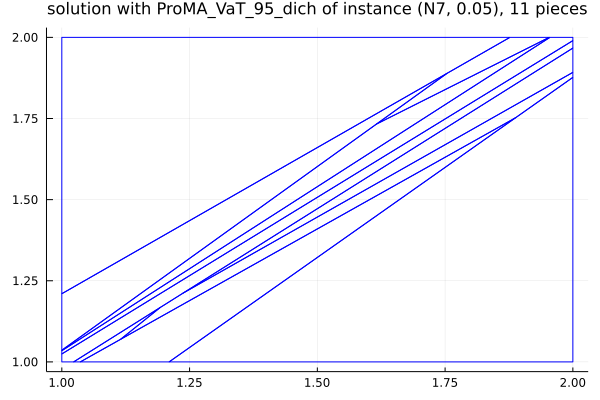 solution with ProMA_VaT_95_dich of instance (N7, 0.05), 11 pieces
2.00
1.75
1.50
1.25
1.00
1.00 1.25 1.50 1.75 2.00